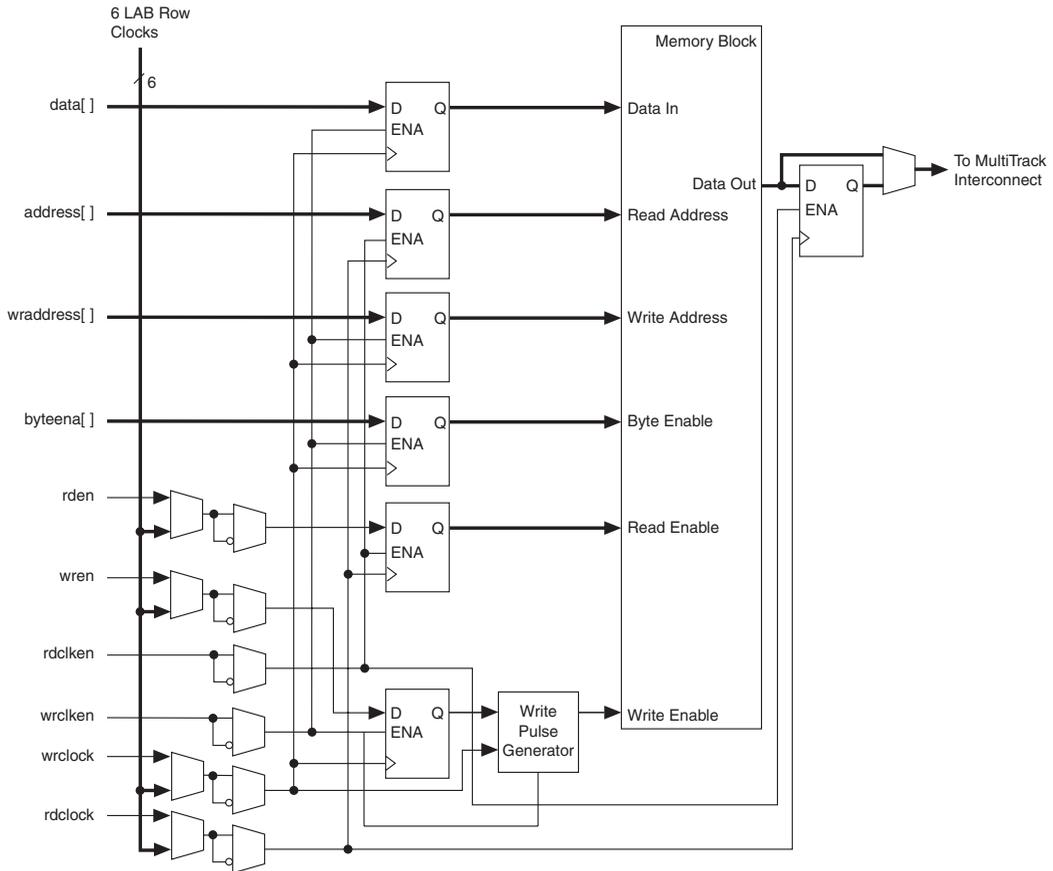 6 LAB Row
Clocks
6
Memory Block
data[ ]
D Q
ENA
Data In
To MultiTrack
Interconnect
Data Out
D Q
ENA
address[ ]
D Q
ENA
Read Address
wraddress[ ]
D Q
ENA
Write Address
byteena[ ]
D Q
ENA
Byte Enable
rden
D Q
ENA
Read Enable
wren
rdclken
wrclken
D Q
ENA
Write
Pulse
Generator
Write Enable
wrclock
rdclock